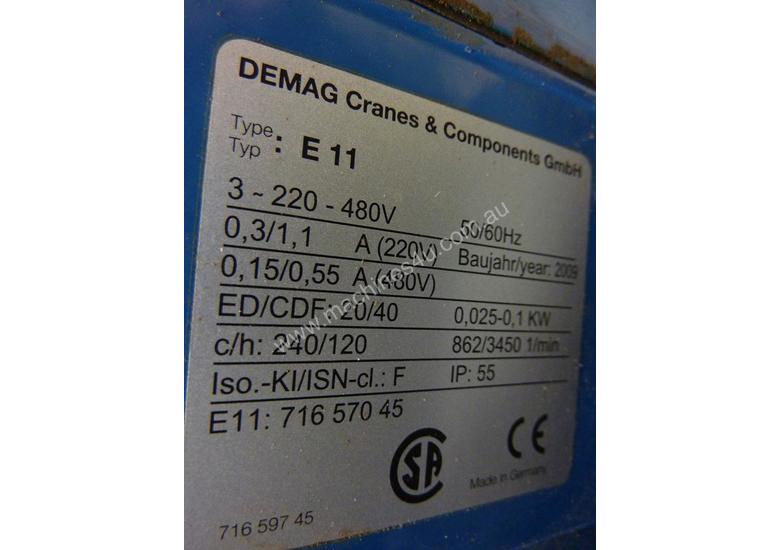 DEMAG Cranes & Components GmbH
Type
Typ : E 11
3 ~ 220 - 480V 50/60Hz
0,3/1,1 A (220V) Baujahr/year: 2009
0,15/0,55 A (480V)
ED/CDF: 20/40 0,025-0,1 KW
c/h: 240/120 862/3450 1/min
Iso.-Kl/ISN-cl.: F IP: 55
E11: 716 570 45
SA CE
Made in Germany
716 597 45
www.machines4u.com.au